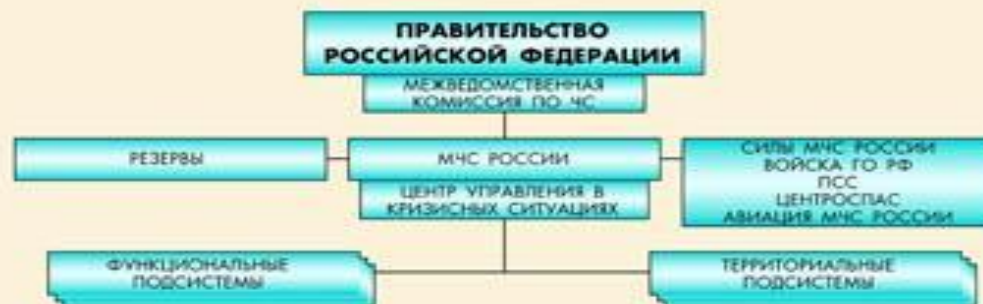 ПРАВИТЕЛЬСТВО
РОССИЙСКОЙ ФЕДЕРАЦИИ
МЕЖВЕДОМСТВЕННАЯ
КОМИССИЯ ПО ЧС
РЕЗЕРВЫ
МЧС РОССИИ
ЦЕНТР УПРАВЛЕНИЯ В
КРИЗИСНЫХ СИТУАЦИЯХ
СИЛЫ МЧС РОССИИ
ВОЙСКА ГО РФ
ПСС
ЦЕНТРОСПАС
АВИАЦИЯ МЧС РОССИИ
ФУНКЦИОНАЛЬНЫЕ
ПОДСИСТЕМЫ
ТЕРРИТОРИАЛЬНЫЕ
ПОДСИСТЕМЫ